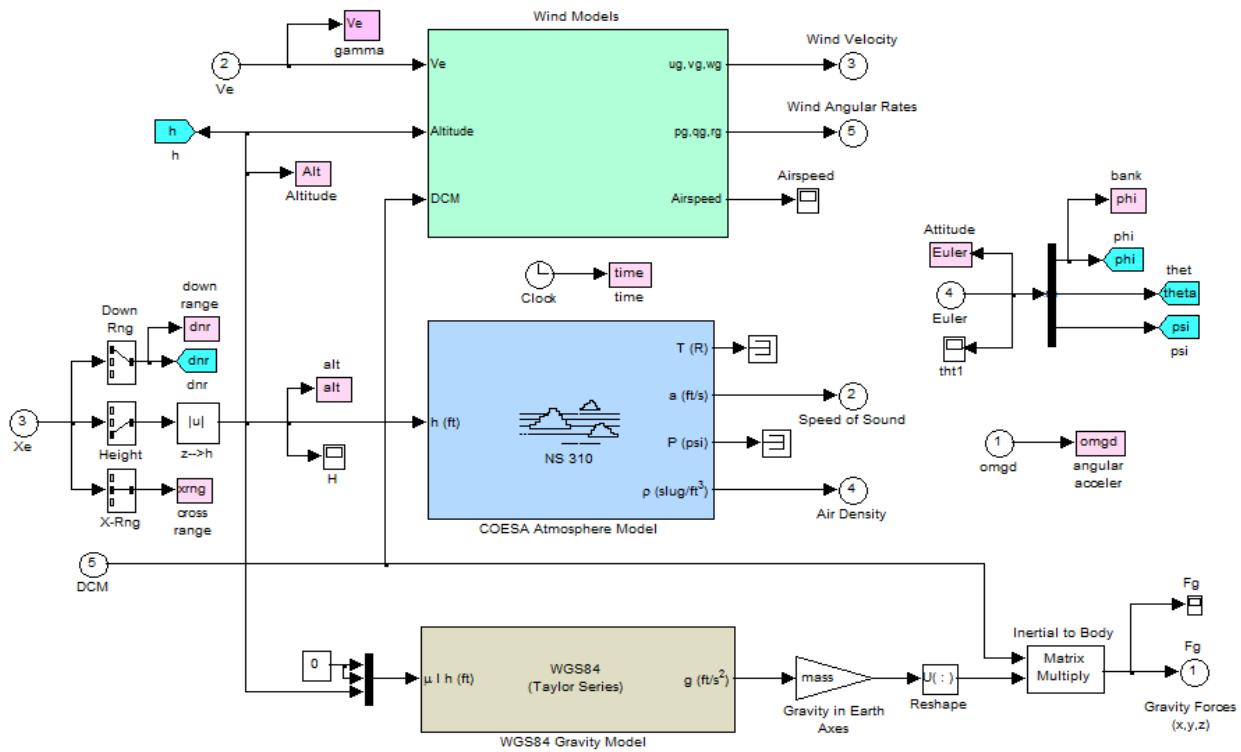 Wind Models
Ve
gamma
2
Ve
Ve
ug,vg,wg
Wind Velocity
3
h
h
Altitude
pg,qg,rg
Wind Angular Rates
5
Alt
Altitude
DCM
Airspeed
Airspeed
bank
phi
phi
phi
Attitude
Euler
thet
theta
4
Euler
psi
psi
tht1
Clock
time
time
down
range
dnr
Down
Rng
dnr
dnr
3
Xe
Height
|u|
z-->h
alt
alt
H
X-Rng
xrng
cross
range
h (ft)
NS 310
T (R)
a (ft/s)
2
Speed of Sound
P (psi)
ρ (slug/ft³)
4
Air Density
COESA Atmosphere Model
1
omgd
omgd
angular
acceler
5
DCM
0
μ l h (ft)
WGS84
(Taylor Series)
g (ft/s²)
WGS84 Gravity Model
mass
Gravity in Earth
Axes
U( : )
Reshape
Inertial to Body
Matrix
Multiply
Fg
Fg
1
Gravity Forces
(x,y,z)